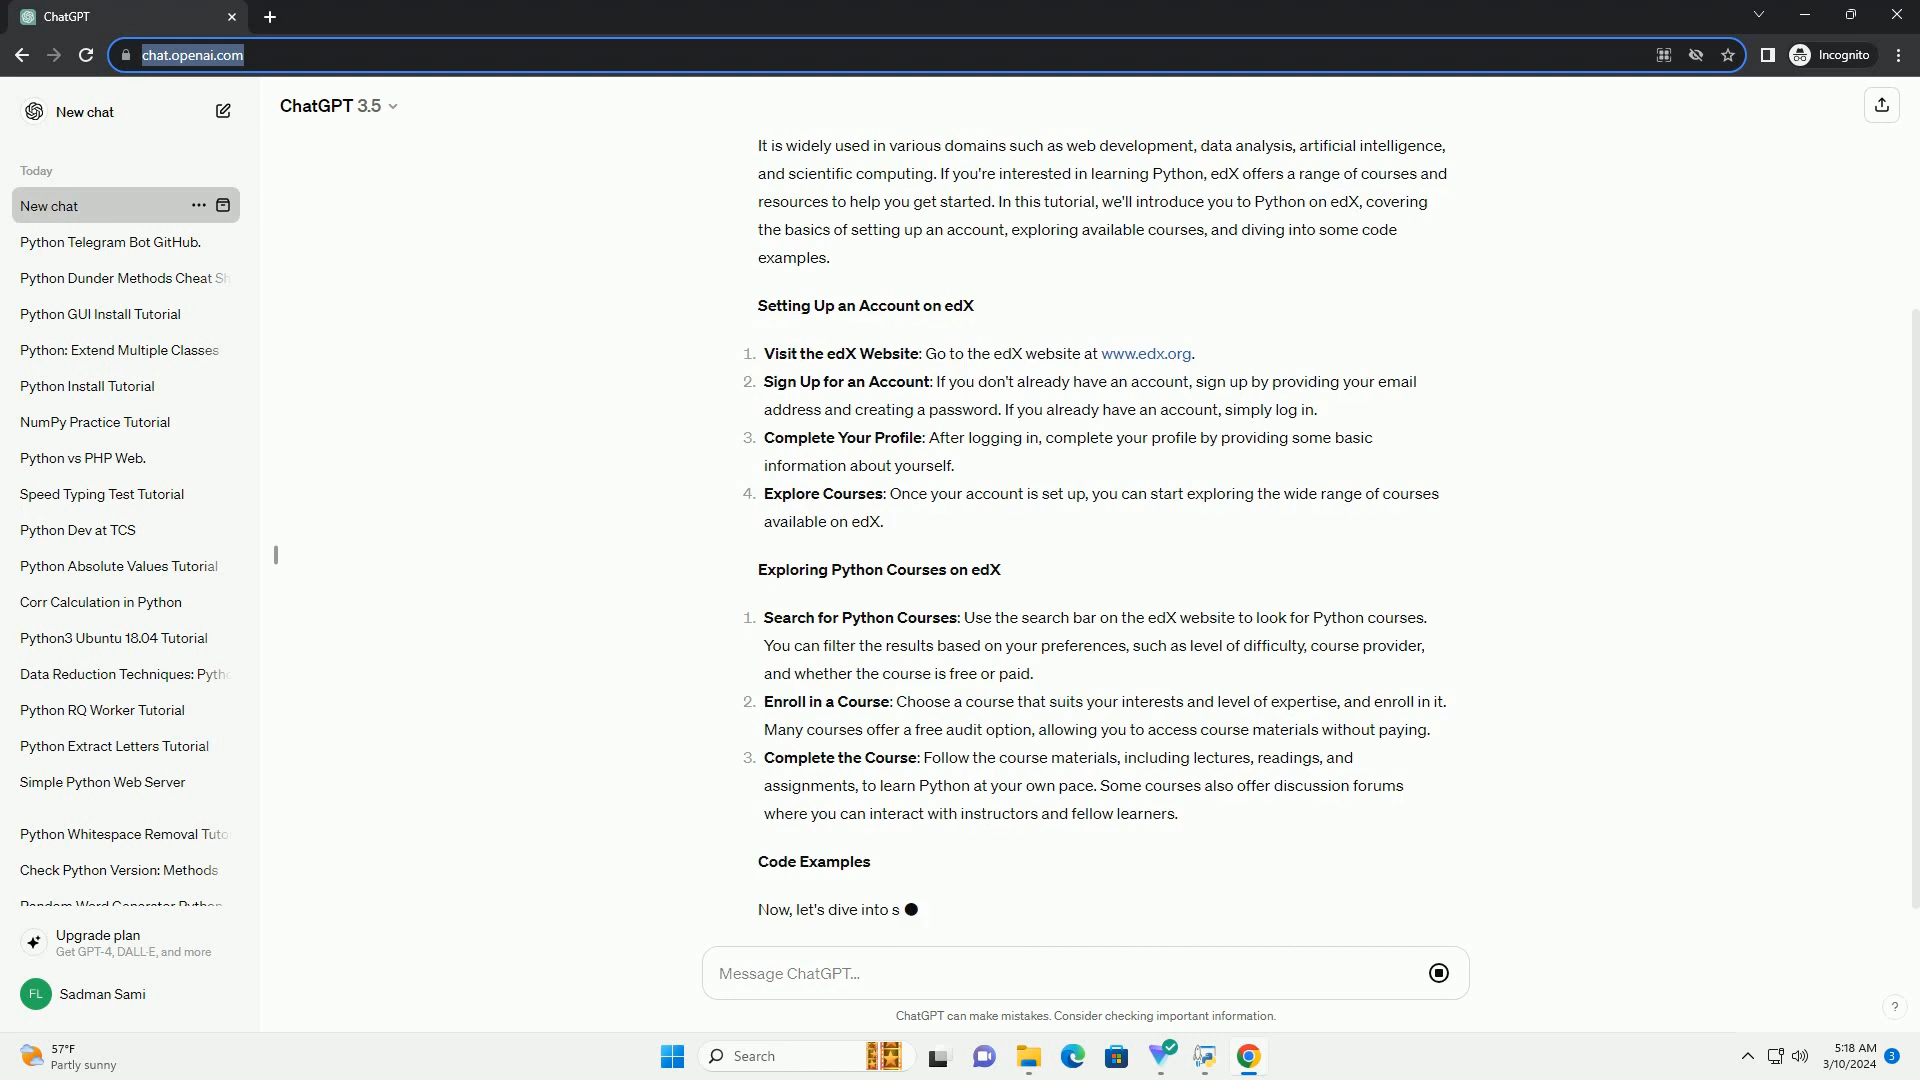 ChatGPT
chat.openai.com
Incognito
New chat
ChatGPT 3.5
Today
New chat
Python Telegram Bot GitHub.
Python Dunder Methods Cheat Sh
Python GUI Install Tutorial
Python: Extend Multiple Classes
Python Install Tutorial
NumPy Practice Tutorial
Python vs PHP Web.
Speed Typing Test Tutorial
Python Dev at TCS
Python Absolute Values Tutorial
Corr Calculation in Python
Python3 Ubuntu 18.04 Tutorial
Data Reduction Techniques: Pytho
Python RQ Worker Tutorial
Python Extract Letters Tutorial
Simple Python Web Server
Python Whitespace Removal Tuto
Check Python Version: Methods
Random Word Generator Python
Upgrade plan
Get GPT-4, DALL·E, and more
FL
Sadman Sami
It is widely used in various domains such as web development, data analysis, artificial intelligence,
and scientific computing. If you're interested in learning Python, edX offers a range of courses and
resources to help you get started. In this tutorial, we'll introduce you to Python on edX, covering
the basics of setting up an account, exploring available courses, and diving into some code
examples.
Setting Up an Account on edX
1. Visit the edX Website: Go to the edX website at www.edx.org.
2. Sign Up for an Account: If you don't already have an account, sign up by providing your email
address and creating a password. If you already have an account, simply log in.
3. Complete Your Profile: After logging in, complete your profile by providing some basic
information about yourself.
4. Explore Courses: Once your account is set up, you can start exploring the wide range of courses
available on edX.
Exploring Python Courses on edX
1. Search for Python Courses: Use the search bar on the edX website to look for Python courses.
You can filter the results based on your preferences, such as level of difficulty, course provider,
and whether the course is free or paid.
2. Enroll in a Course: Choose a course that suits your interests and level of expertise, and enroll in it.
Many courses offer a free audit option, allowing you to access course materials without paying.
3. Complete the Course: Follow the course materials, including lectures, readings, and
assignments, to learn Python at your own pace. Some courses also offer discussion forums
where you can interact with instructors and fellow learners.
Code Examples
Now, let's dive into s
Message ChatGPT...
ChatGPT can make mistakes. Consider checking important information.
?
57°F
Partly sunny
Search
5:18 AM
3/10/2024
3